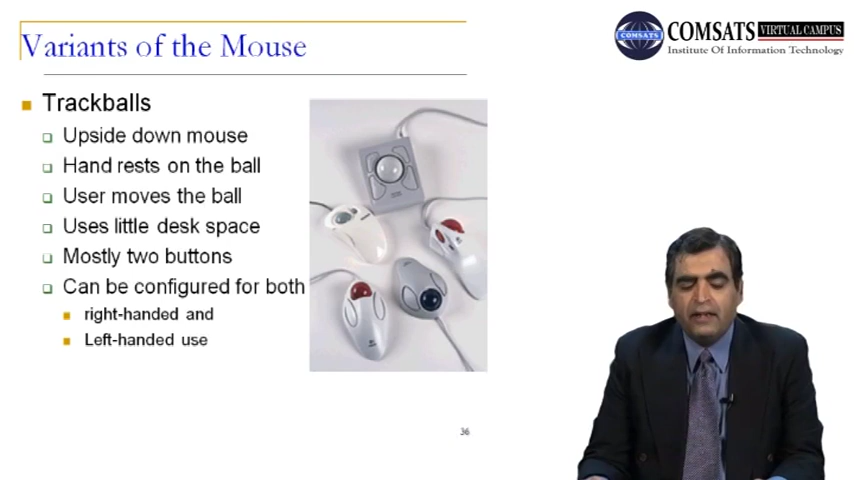 Variants of the Mouse
COMSATS VIRTUAL CAMPUS
Institute Of Information Technology
COMSATS
Trackballs
Upside down mouse
Hand rests on the ball
User moves the ball
Uses little desk space
Mostly two buttons
Can be configured for both
right-handed and
Left-handed use
36